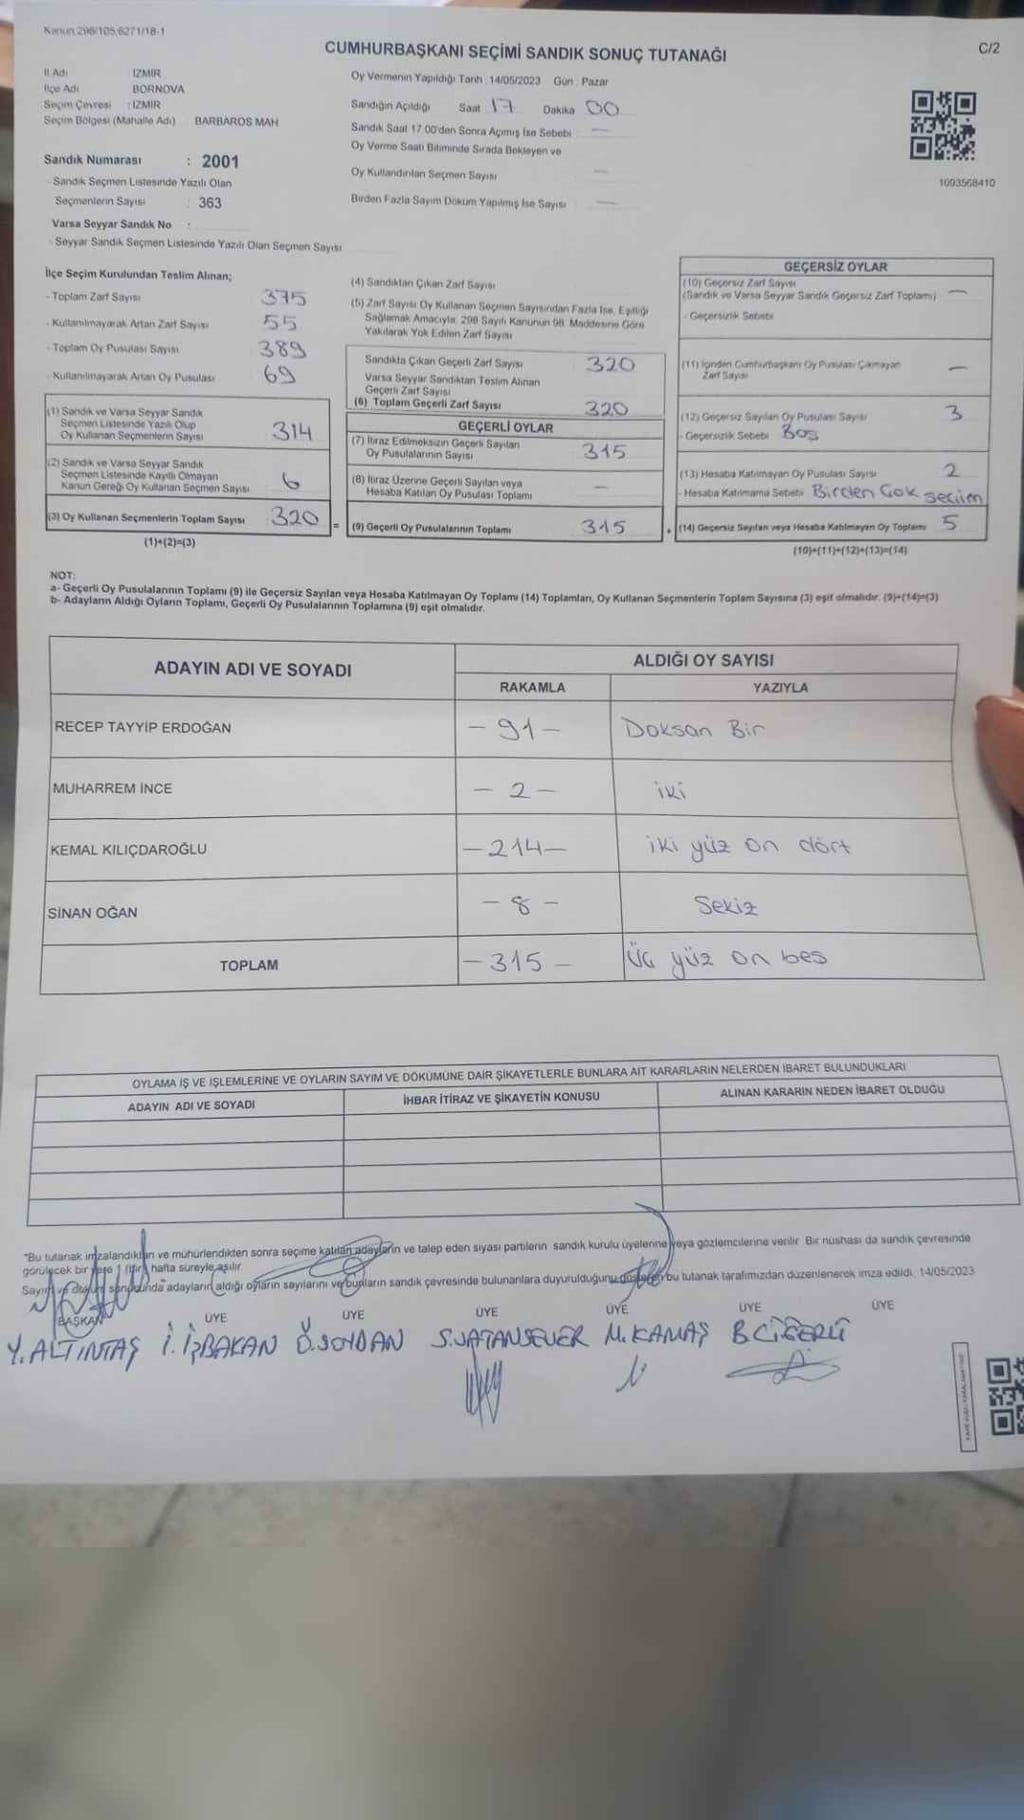 Kanun 298/105,6271/18-1
CUMHURBAŞKANI SEÇİMİ SANDIK SONUÇ TUTANAĞI
C/2
İl Adı İZMİR
İlçe Adı BORNOVA
Seçim Çevresi : İZMİR
Seçim Bölgesi (Mahalle Adı) BARBAROS MAH
Sandık Numarası : 2001
- Sandık Seçmen Listesinde Yazılı Olan
Seçmenlerin Sayısı : 363
Varsa Seyyar Sandık No :
- Seyyar Sandık Seçmen Listesinde Yazılı Olan Seçmen Sayısı
Oy Vermenin Yapıldığı Tarih : 14/05/2023 Gün : Pazar
Sandığın Açıldığı Saat 17 Dakika 00
Sandık Saat 17.00'den Sonra Açımış İse Sebebi —
Oy Verme Saati Bitiminde Sırada Bekleyen ve
Oy Kullandırılan Seçmen Sayısı —
Birden Fazla Sayım Döküm Yapılmış İse Sayısı —
1003568410
İlçe Seçim Kurulundan Teslim Alınan;
- Toplam Zarf Sayısı 375
- Kullanılmayarak Artan Zarf Sayısı 55
- Toplam Oy Pusulası Sayısı 389
- Kullanılmayarak Artan Oy Pusulası 69
(1) Sandık ve Varsa Seyyar Sandık
Seçmen Listesinde Yazılı Olup
Oy Kullanan Seçmenlerin Sayısı 314
(2) Sandık ve Varsa Seyyar Sandık
Seçmen Listesinde Kayıtlı Olmayan
Kanun Gereği Oy Kullanan Seçmen Sayısı 6
(3) Oy Kullanan Seçmenlerin Toplam Sayısı 320 =
(1)+(2)=(3)
(4) Sandıktan Çıkan Zarf Sayısı
(5) Zarf Sayısı Oy Kullanan Seçmen Sayısından Fazla İse, Eşitliği
Sağlamak Amacıyla; 298 Sayılı Kanunun 98. Maddesine Göre
Yakılarak Yok Edilen Zarf Sayısı
Sandıkta Çıkan Geçerli Zarf Sayısı 320
Varsa Seyyar Sandıktan Teslim Alınan
Geçerli Zarf Sayısı
(6) Toplam Geçerli Zarf Sayısı 320
GEÇERLİ OYLAR
(7) İtiraz Edilmeksizin Geçerli Sayılan
Oy Pusulalarının Sayısı 315
(8) İtiraz Üzerine Geçerli Sayılan veya
Hesaba Katılan Oy Pusulası Toplamı —
(9) Geçerli Oy Pusulalarının Toplamı 315 +
GEÇERSİZ OYLAR
(10) Geçersiz Zarf Sayısı
(Sandık ve Varsa Seyyar Sandık Geçersiz Zarf Toplamı) —
- Geçersizlik Sebebi
(11) İçinden Cumhurbaşkanı Oy Pusulası Çıkmayan
Zarf Sayısı —
(12) Geçersiz Sayılan Oy Pusulası Sayısı 3
- Geçersizlik Sebebi Boş
(13) Hesaba Katılmayan Oy Pusulası Sayısı 2
- Hesaba Katılmama Sebebi Birden Çok seçim
(14) Geçersiz Sayılan veya Hesaba Katılmayan Oy Toplamı 5
(10)+(11)+(12)+(13)=(14)
NOT:
a- Geçerli Oy Pusulalarının Toplamı (9) ile Geçersiz Sayılan veya Hesaba Katılmayan Oy Toplamı (14) Toplamları, Oy Kullanan Seçmenlerin Toplam Sayısına (3) eşit olmalıdır. (9)+(14)=(3)
b- Adayların Aldığı Oyların Toplamı, Geçerli Oy Pusulalarının Toplamına (9) eşit olmalıdır.
ADAYIN ADI VE SOYADI ALDIĞI OY SAYISI
RAKAMLA YAZIYLA
RECEP TAYYİP ERDOĞAN - 91 - Doksan Bir
MUHARREM İNCE - 2 - iki
KEMAL KILIÇDAROĞLU - 214 - iki yüz on dört
SİNAN OĞAN - 8 - Sekiz
TOPLAM - 315 - Üç yüz on beş
OYLAMA İŞ VE İŞLEMLERİNE VE OYLARIN SAYIM VE DÖKÜMÜNE DAİR ŞİKAYETLERLE BUNLARA AİT KARARLARIN NELERDEN İBARET BULUNDUKLARI
ADAYIN ADI VE SOYADI İHBAR İTİRAZ VE ŞİKAYETİN KONUSU ALINAN KARARIN NEDEN İBARET OLDUĞU
*Bu tutanak imzalandıktan ve mühürlendikten sonra seçime katılan adayların ve talep eden siyasi partilerin sandık kurulu üyelerine veya gözlemcilerine verilir. Bir nüshası da sandık çevresinde
görülecek bir yere 1 (bir) hafta süreyle asılır.
Sayım ve döküm sonucunda adayların aldığı oyların sayılarını ve bunların sandık çevresinde bulunanlara duyurulduğunu bu tutanak tarafımızdan düzenlenerek imza edildi. 14/05/2023
BAŞKAN ÜYE ÜYE ÜYE ÜYE ÜYE ÜYE
Y. ALTINTAŞ İ. İŞBAKAN Ö. SOYDAN S. VATANSEVER M. KAMAŞ B CİĞERLİ